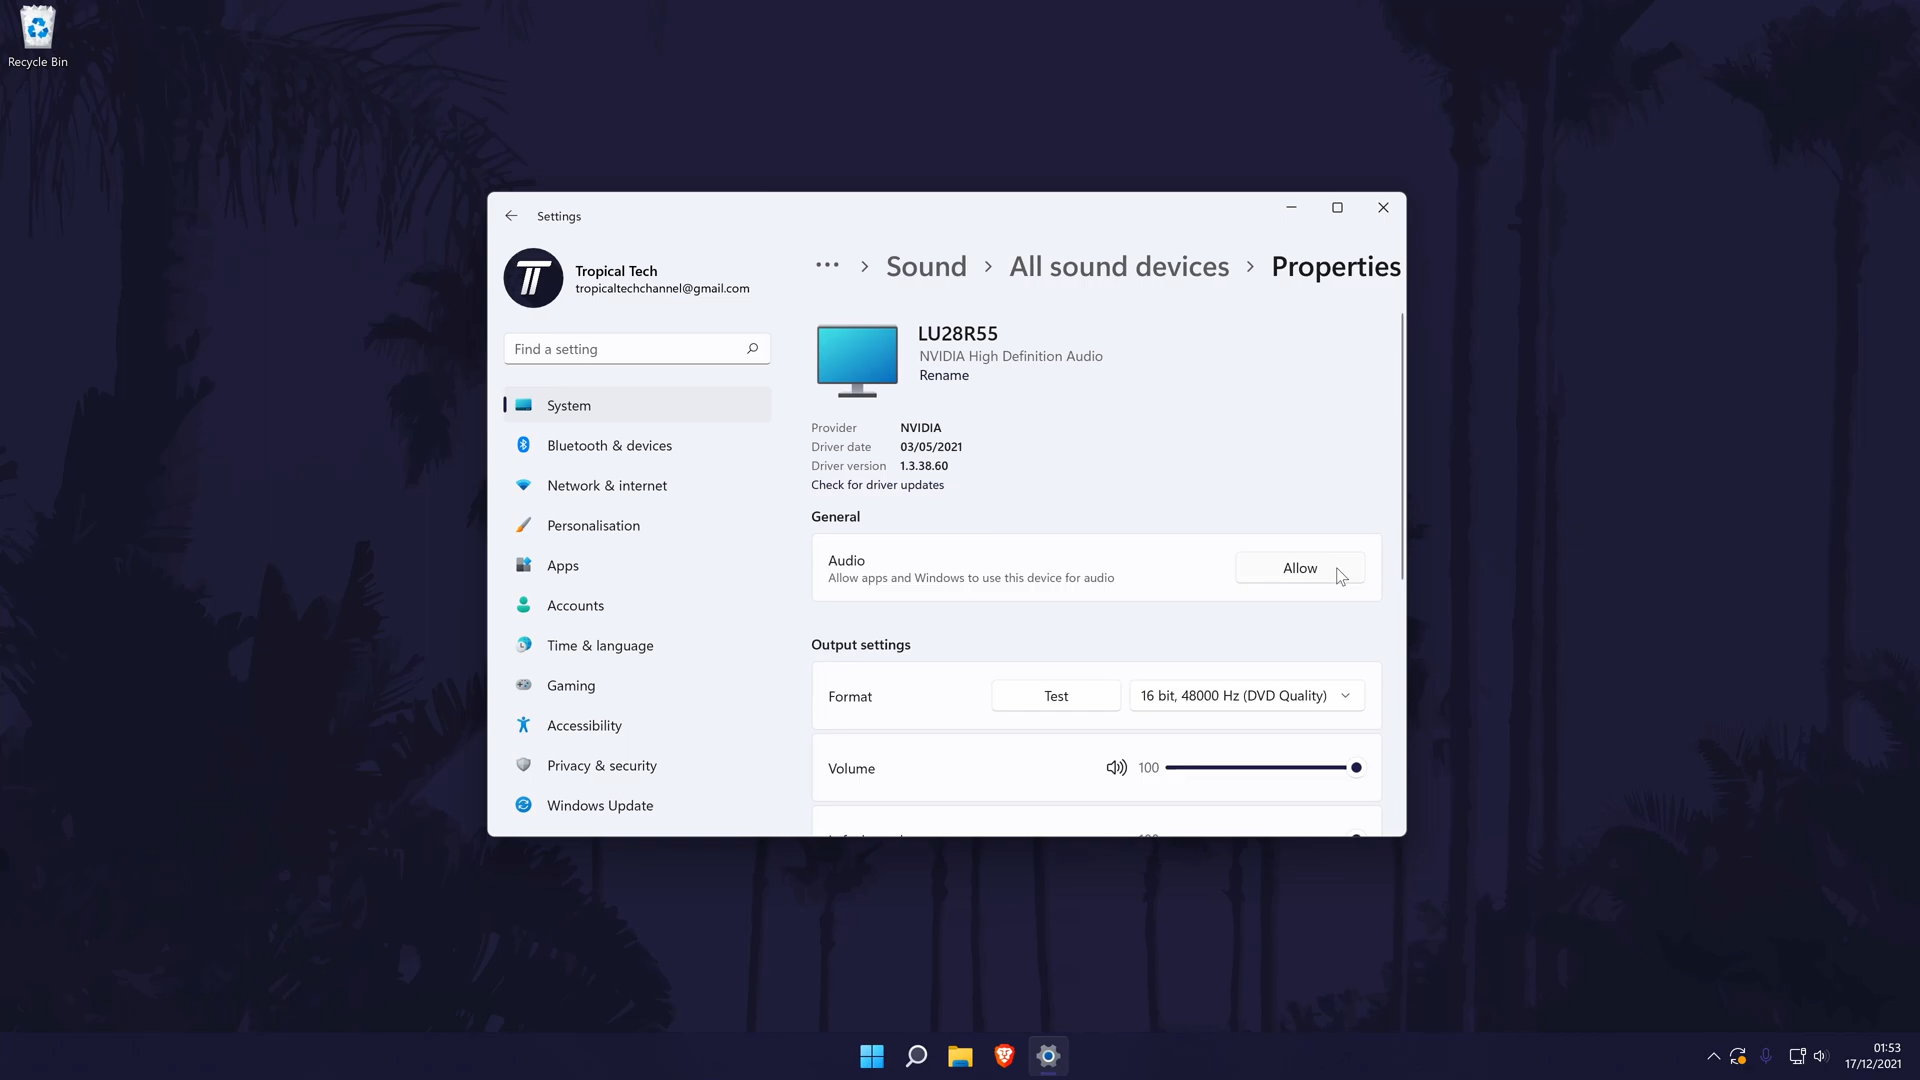 Recycle Bin
Settings
Tropical Tech
tropicaltechchannel@gmail.com
Find a setting
System
Bluetooth & devices
Network & internet
Personalisation
Apps
Accounts
Time & language
Gaming
Accessibility
Privacy & security
Windows Update
··· > Sound > All sound devices > Properties
LU28R55
NVIDIA High Definition Audio
Rename
Provider NVIDIA
Driver date 03/05/2021
Driver version 1.3.38.60
Check for driver updates
General
Audio
Allow apps and Windows to use this device for audio
Allow
Output settings
Format Test 16 bit, 48000 Hz (DVD Quality)
Volume 100
01:53
17/12/2021